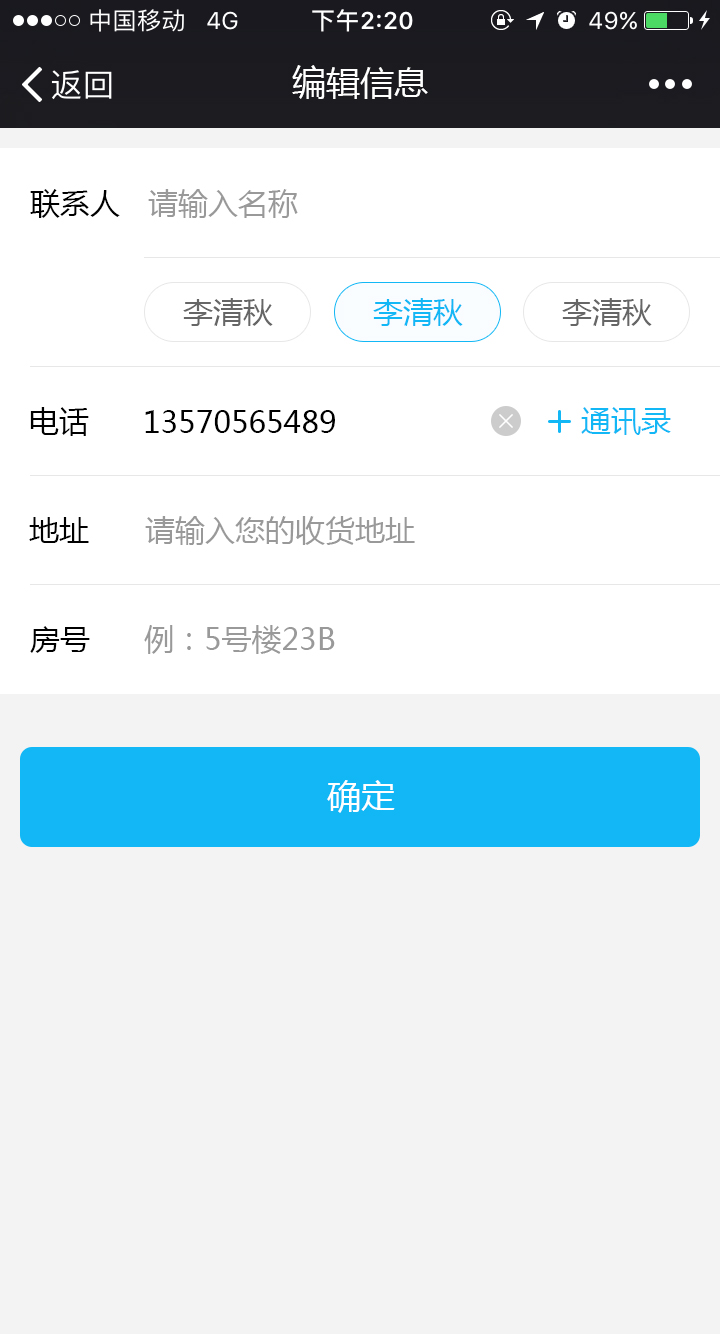 中国移动 4G 下午2:20 49%
返回 编辑信息
联系人 请输入名称
李清秋 李清秋 李清秋
电话 13570565489 + 通讯录
地址 请输入您的收货地址
房号 例：5号楼23B
确定